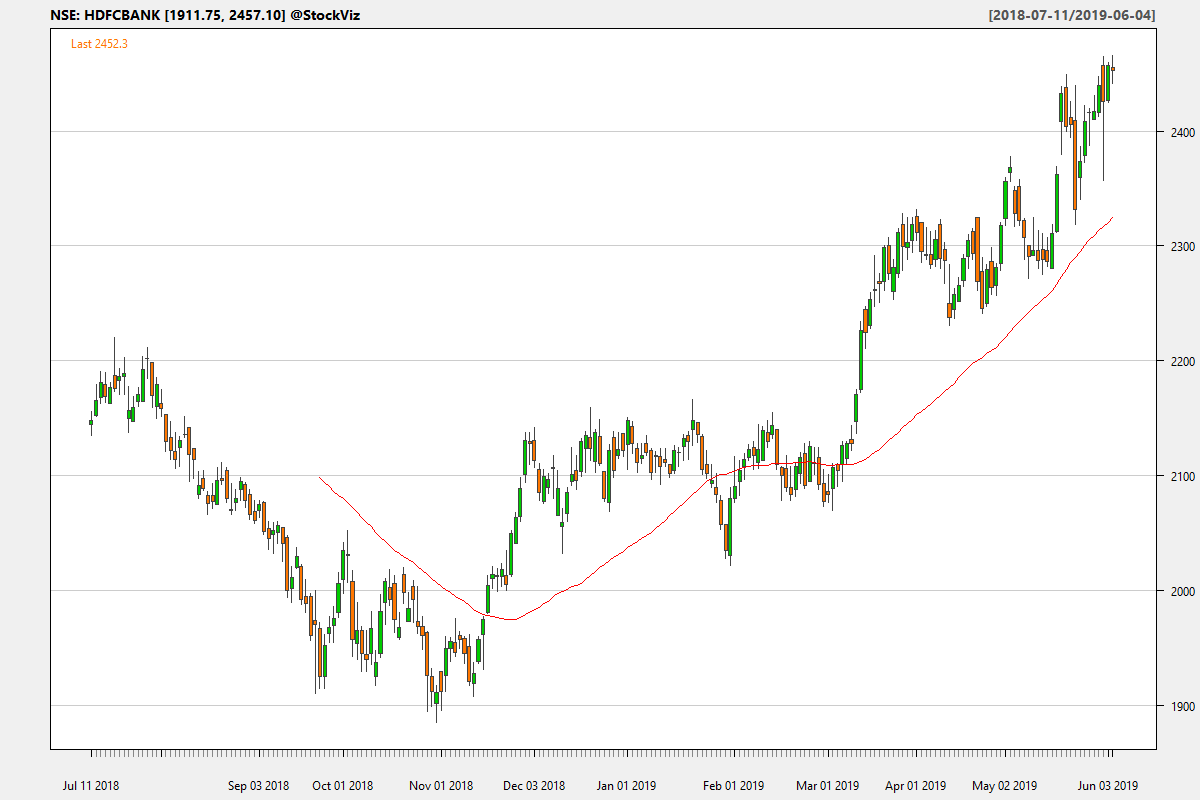 NSE: HDFCBANK [1911.75, 2457.10] @StockViz
[2018-07-11/2019-06-04]
Last 2452.3
2400
2300
2200
2100
2000
1900
Jul 11 2018 Sep 03 2018 Oct 01 2018 Nov 01 2018 Dec 03 2018 Jan 01 2019 Feb 01 2019 Mar 01 2019 Apr 01 2019 May 02 2019 Jun 03 2019